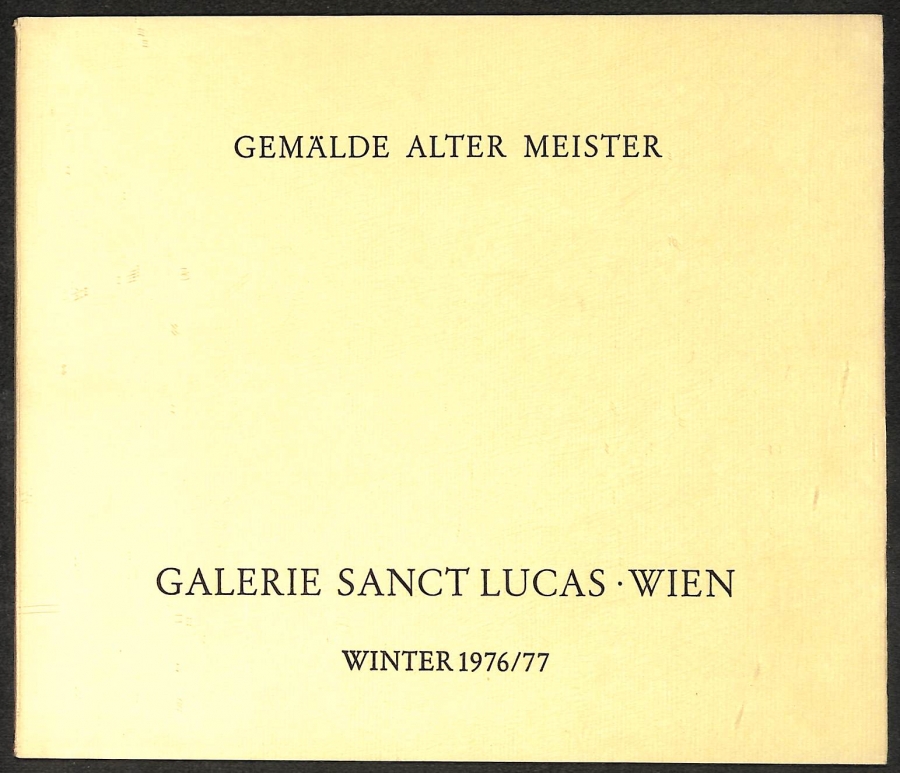 GEMÄLDE ALTER MEISTER
GALERIE SANCT LUCAS · WIEN
WINTER 1976/77